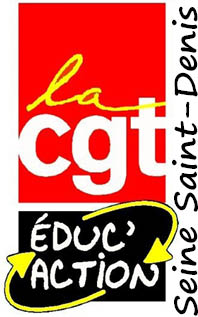 la
cgt
ÉDUC'
ACTION
Seine Saint-Denis